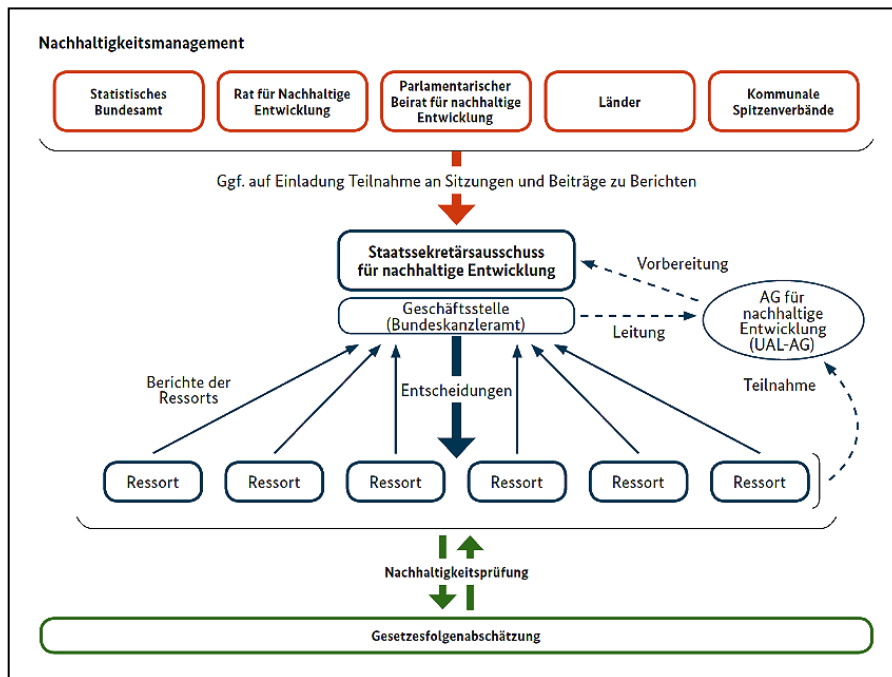 Nachhaltigkeitsmanagement
Statistisches
Bundesamt
Rat für Nachhaltige
Entwicklung
Parlamentarischer
Beirat für nachhaltige
Entwicklung
Länder
Kommunale
Spitzenverbände
Ggf. auf Einladung Teilnahme an Sitzungen und Beiträge zu Berichten
Staatssekretärsausschuss
für nachhaltige Entwicklung
Vorbereitung
Geschäftsstelle
(Bundeskanzleramt)
Leitung
AG für
nachhaltige
Entwicklung
(UAL-AG)
Berichte der
Ressorts
Entscheidungen
Teilnahme
Ressort
Ressort
Ressort
Ressort
Ressort
Ressort
Nachhaltigkeitsprüfung
Gesetzesfolgenabschätzung